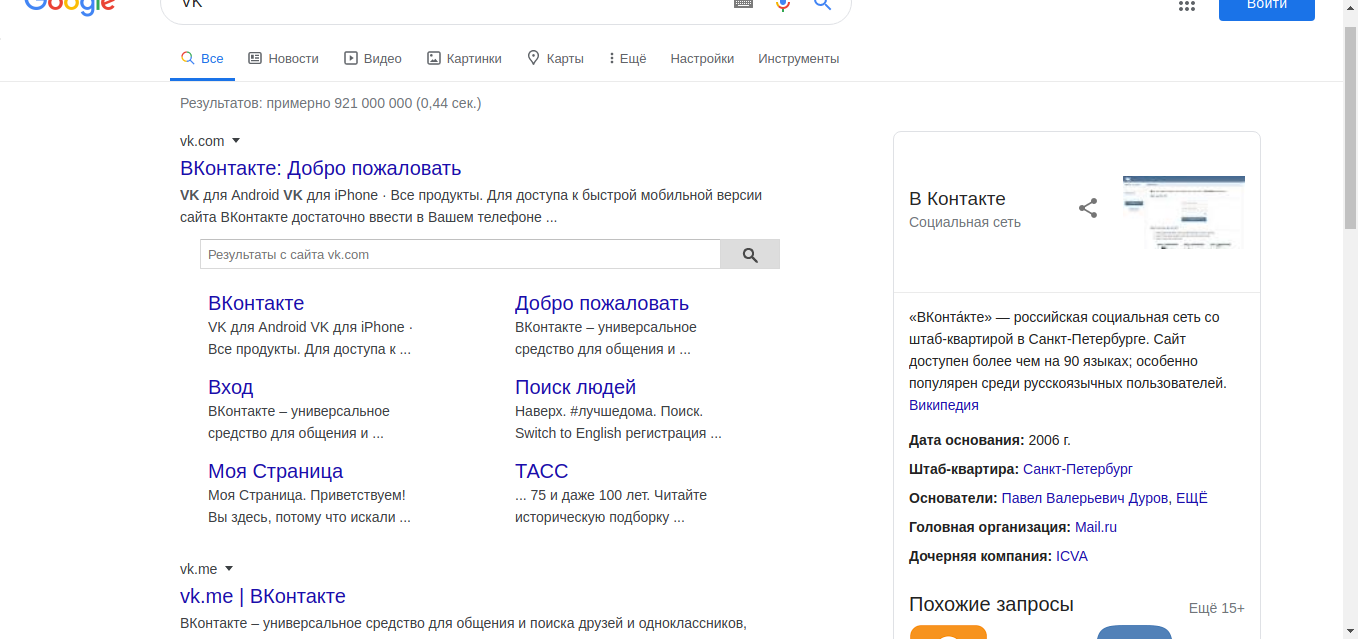 Google
VK
Войти
Все Новости Видео Картинки Карты Ещё Настройки Инструменты
Результатов: примерно 921 000 000 (0,44 сек.)
vk.com
ВКонтакте: Добро пожаловать
VK для Android VK для iPhone · Все продукты. Для доступа к быстрой мобильной версии
сайта ВКонтакте достаточно ввести в Вашем телефоне ...
Результаты с сайта vk.com
ВКонтакте
VK для Android VK для iPhone ·
Все продукты. Для доступа к ...
Добро пожаловать
ВКонтакте – универсальное
средство для общения и ...
Вход
ВКонтакте – универсальное
средство для общения и ...
Поиск людей
Наверх. #лучшедома. Поиск.
Switch to English регистрация ...
Моя Страница
Моя Страница. Приветствуем!
Вы здесь, потому что искали ...
ТАСС
... 75 и даже 100 лет. Читайте
историческую подборку ...
vk.me
vk.me | ВКонтакте
ВКонтакте – универсальное средство для общения и поиска друзей и одноклассников,
В Контакте
Социальная сеть
«ВКонта́кте» — российская социальная сеть со
штаб-квартирой в Санкт-Петербурге. Сайт
доступен более чем на 90 языках; особенно
популярен среди русскоязычных пользователей.
Википедия
Дата основания: 2006 г.
Штаб-квартира: Санкт-Петербург
Основатели: Павел Валерьевич Дуров, ЕЩЁ
Головная организация: Mail.ru
Дочерняя компания: ICVA
Похожие запросы
Ещё 15+